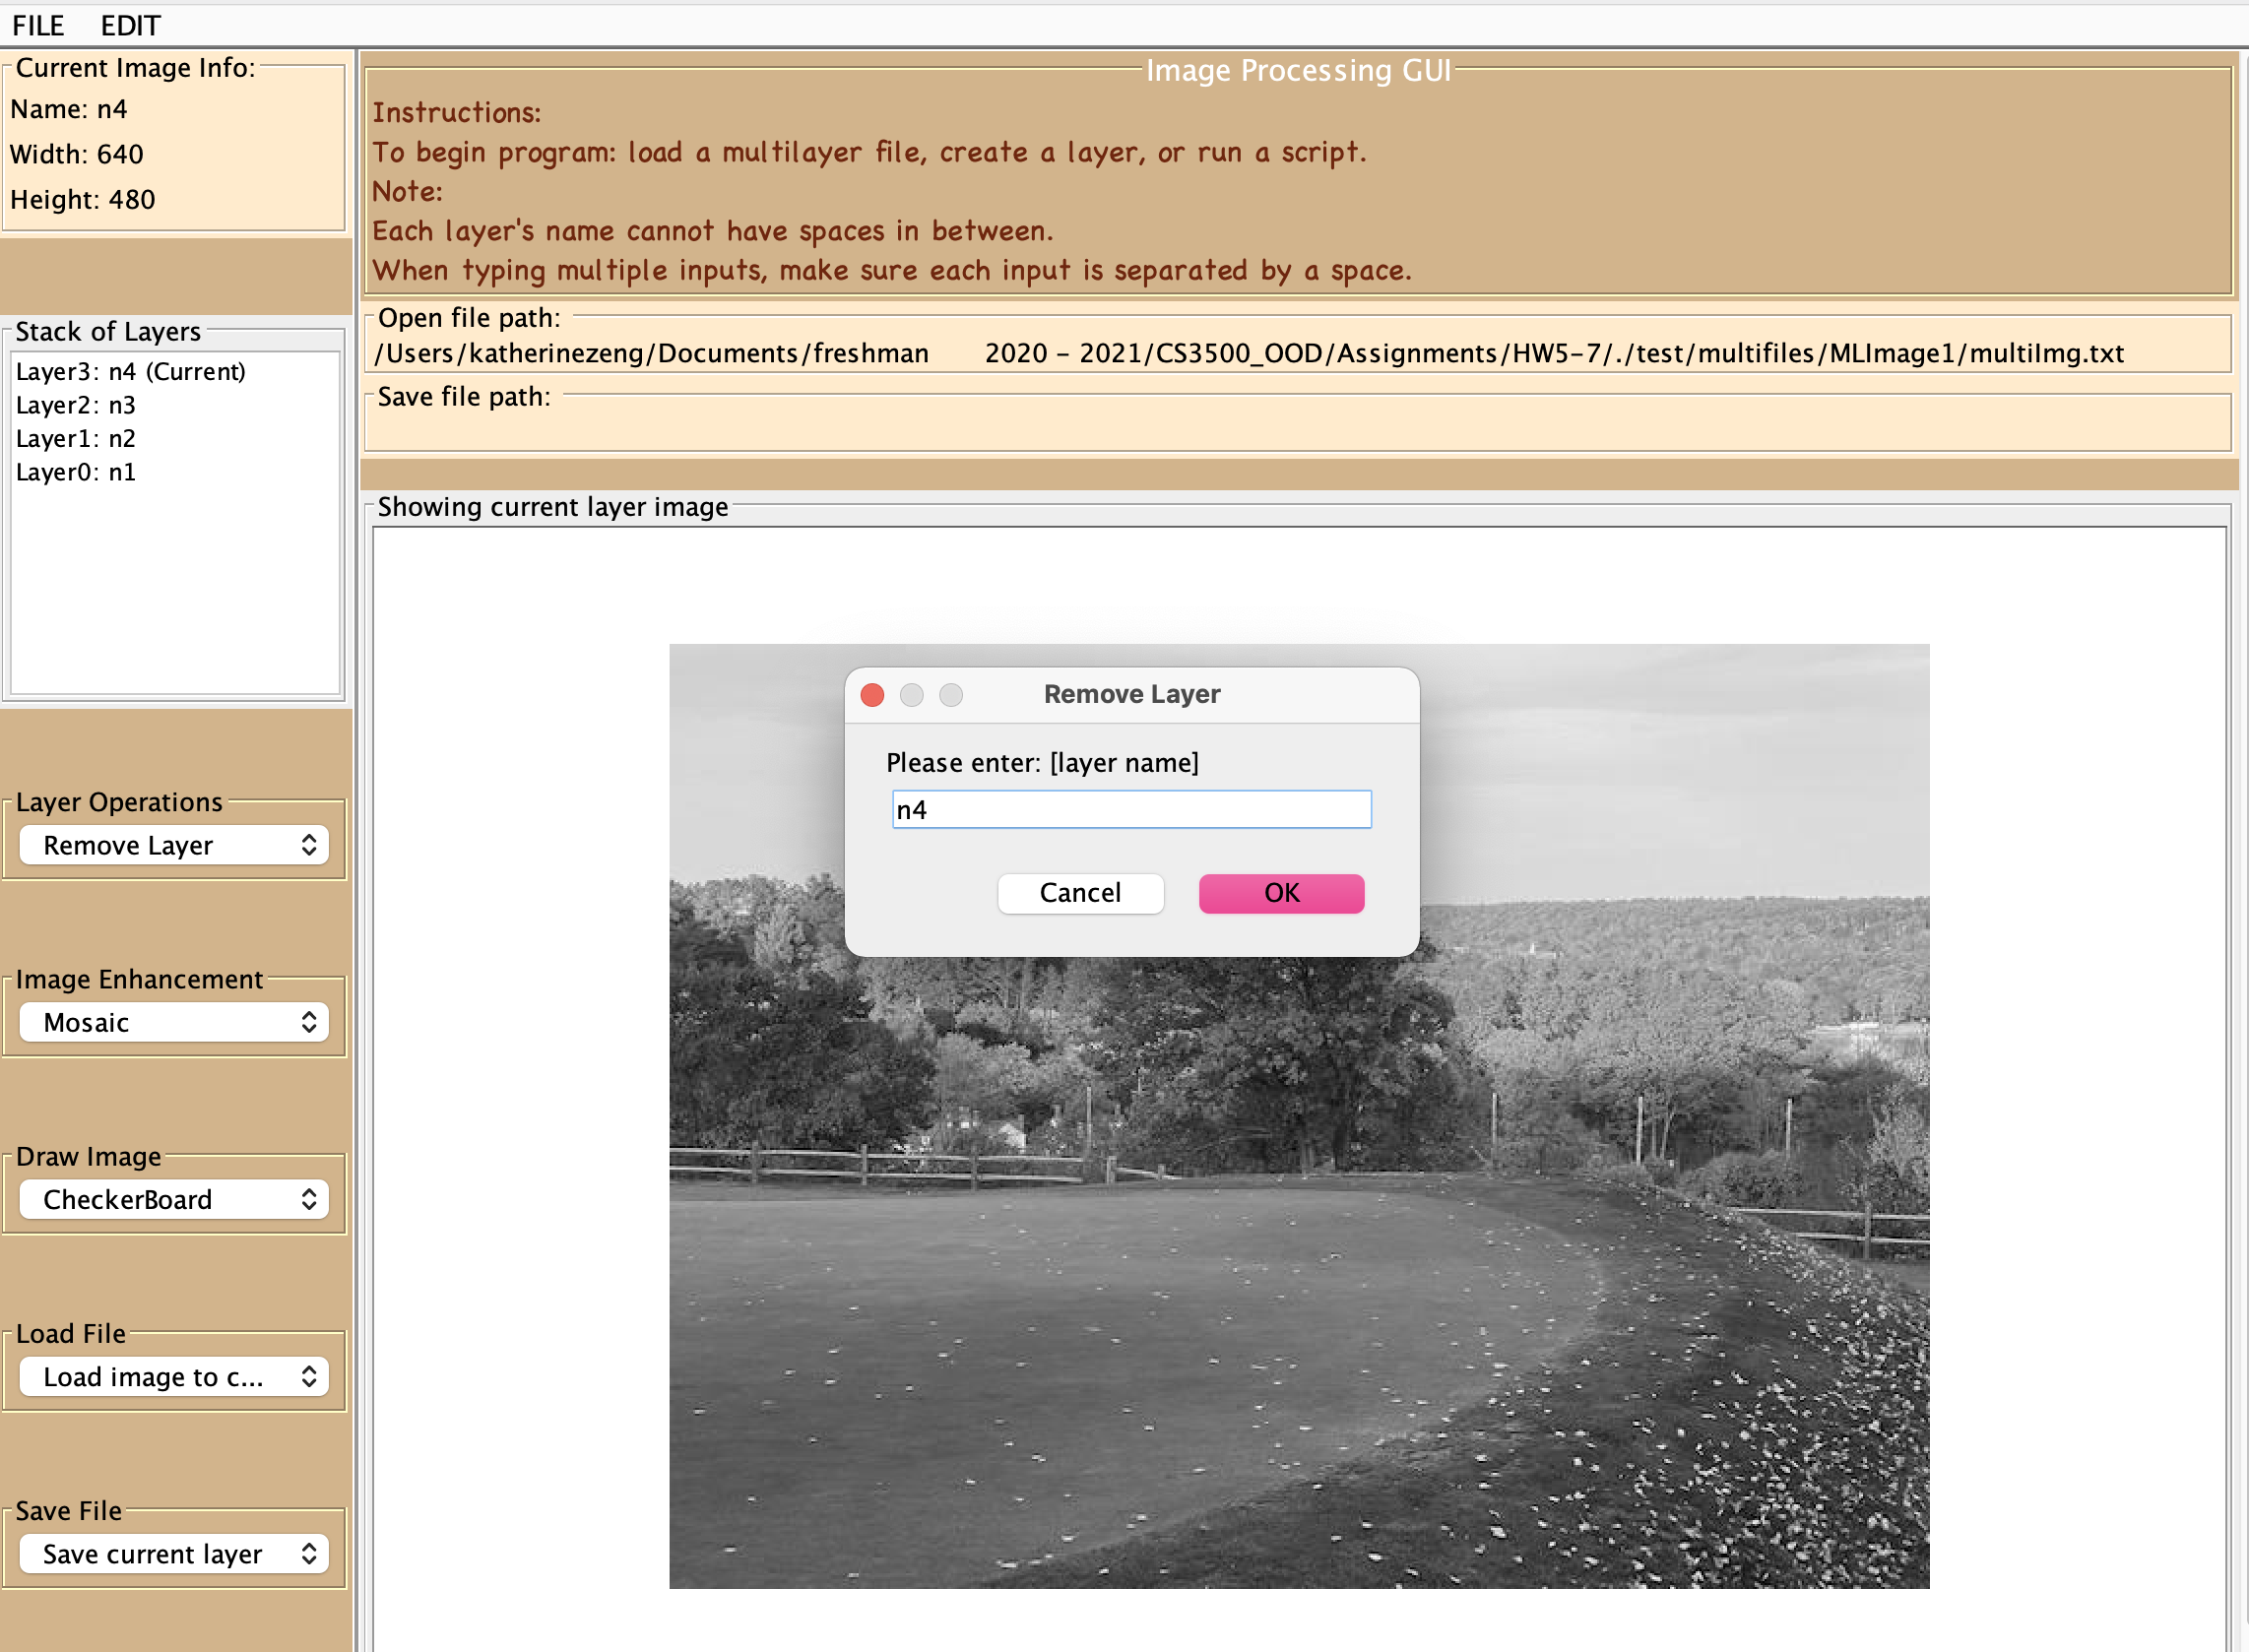 FILE EDIT
Current Image Info:
Name: n4
Width: 640
Height: 480
Stack of Layers
Layer3: n4 (Current)
Layer2: n3
Layer1: n2
Layer0: n1
Layer Operations
Remove Layer
Image Enhancement
Mosaic
Draw Image
CheckerBoard
Load File
Load image to c...
Save File
Save current layer
Image Processing GUI
Instructions:
To begin program: load a multilayer file, create a layer, or run a script.
Note:
Each layer's name cannot have spaces in between.
When typing multiple inputs, make sure each input is separated by a space.
Open file path:
/Users/katherinezeng/Documents/freshman 2020 - 2021/CS3500_OOD/Assignments/HW5-7/./test/multifiles/MLImage1/multiImg.txt
Save file path:
Showing current layer image
Remove Layer
Please enter: [layer name]
n4
Cancel OK